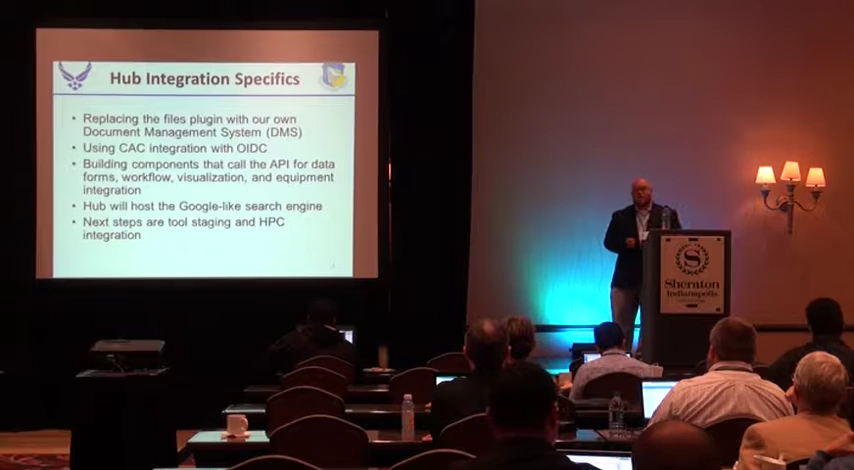 Hub Integration Specifics
• Replacing the files plugin with our own
Document Management System (DMS)
• Using CAC integration with OIDC
• Building components that call the API for data
forms, workflow, visualization, and equipment
integration
• Hub will host the Google-like search engine
• Next steps are tool staging and HPC
integration
S
Sheraton
Indianapolis